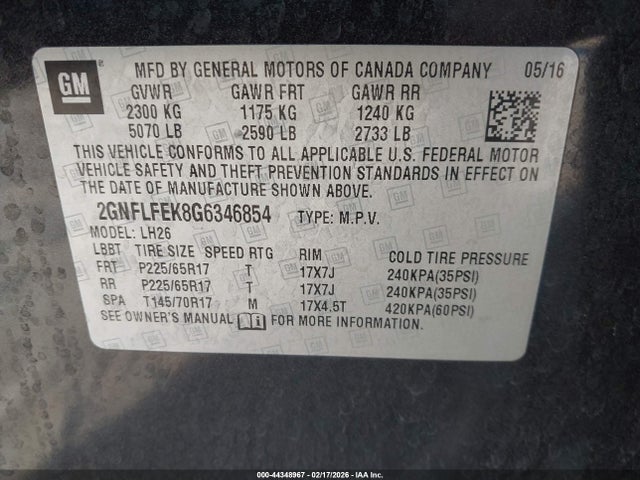 GM
MFD BY GENERAL MOTORS OF CANADA COMPANY 05/16
GVWR GAWR FRT GAWR RR
2300 KG 1175 KG 1240 KG
5070 LB 2590 LB 2733 LB
THIS VEHICLE CONFORMS TO ALL APPLICABLE U.S. FEDERAL MOTOR
VEHICLE SAFETY AND THEFT PREVENTION STANDARDS IN EFFECT ON
THE DATE OF MANUFACTURE SHOWN ABOVE.
2GNFLFEK8G6346854 TYPE: M.P.V.
MODEL: LH26
LBBT TIRE SIZE SPEED RTG RIM COLD TIRE PRESSURE
FRT P225/65R17 T 17X7J 240KPA(35PSI)
RR P225/65R17 T 17X7J 240KPA(35PSI)
SPA T145/70R17 M 17X4.5T 420KPA(60PSI)
SEE OWNER'S MANUAL FOR MORE INFORMATION.
000-44348967 - 02/17/2026 - IAA Inc.